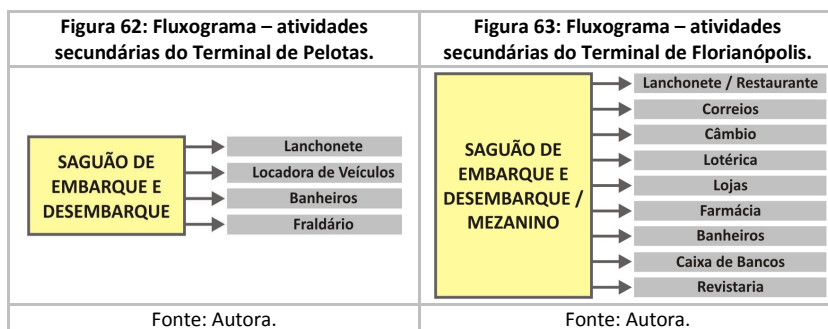 Figura 62: Fluxograma – atividades
secundárias do Terminal de Pelotas.
SAGUÃO DE
EMBARQUE E
DESEMBARQUE
Lanchonete
Locadora de Veículos
Banheiros
Fraldário
Fonte: Autora.
Figura 63: Fluxograma – atividades
secundárias do Terminal de Florianópolis.
SAGUÃO DE
EMBARQUE E
DESEMBARQUE /
MEZANINO
Lanchonete / Restaurante
Correios
Câmbio
Lotérica
Lojas
Farmácia
Banheiros
Caixa de Bancos
Revistaria
Fonte: Autora.